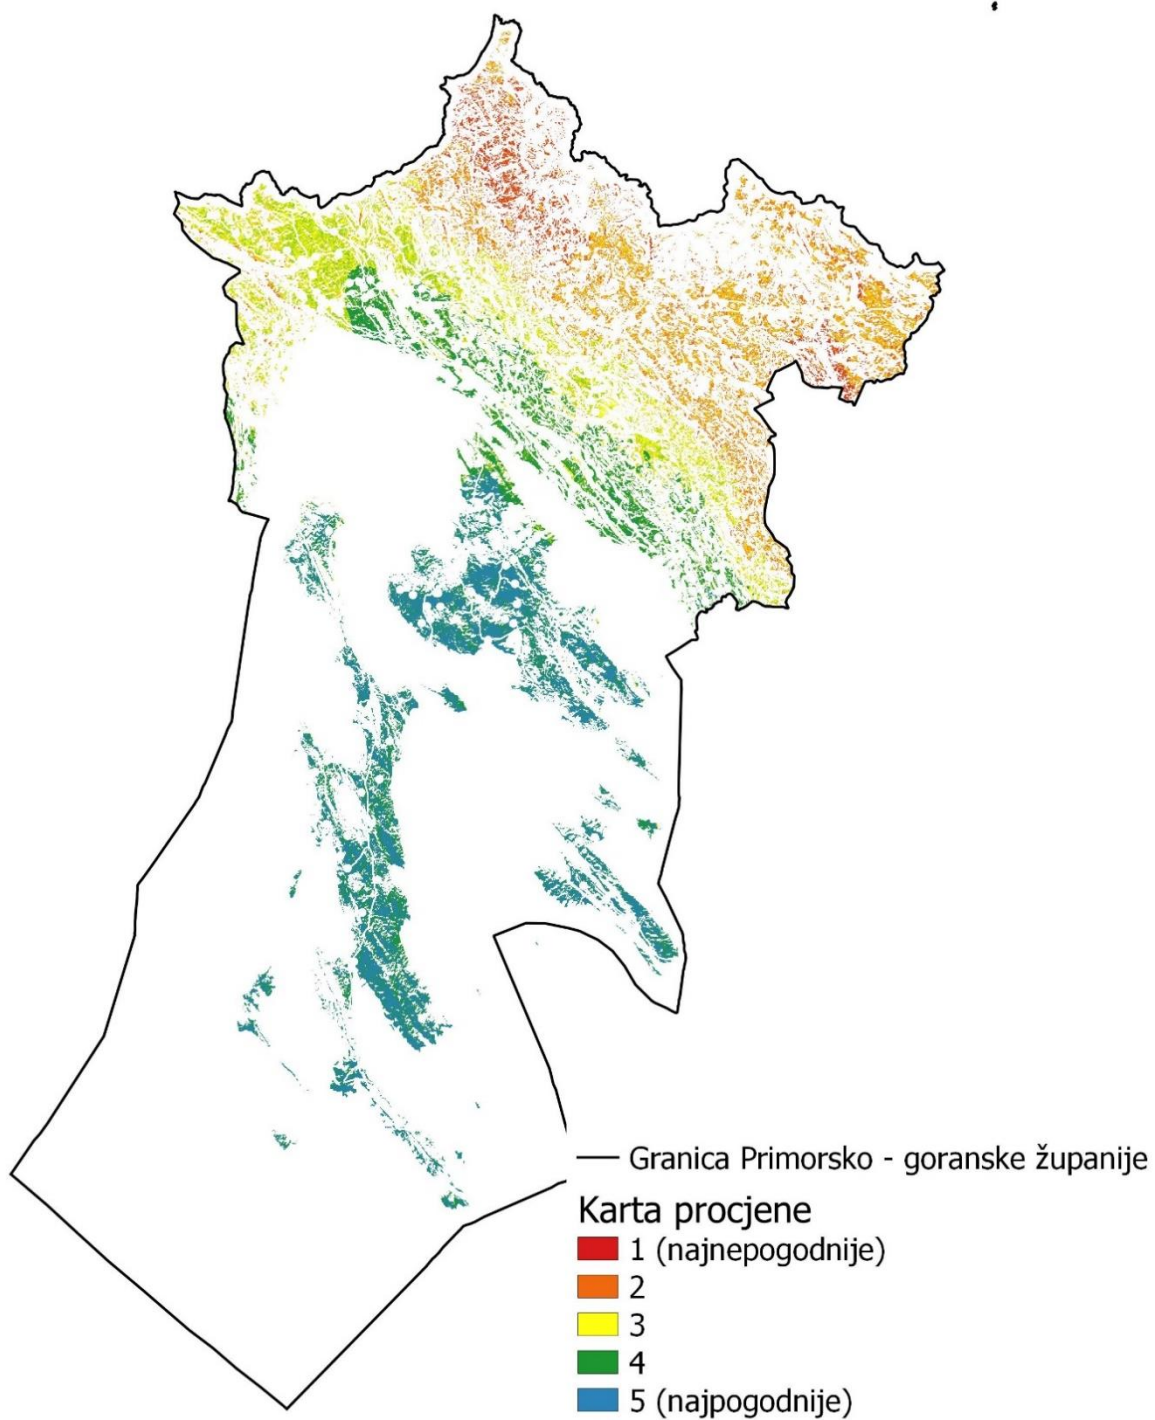 Granica Primorsko - goranske županije
Karta procjene
1 (najnepogodnije)
2
3
4
5 (najpogodnije)